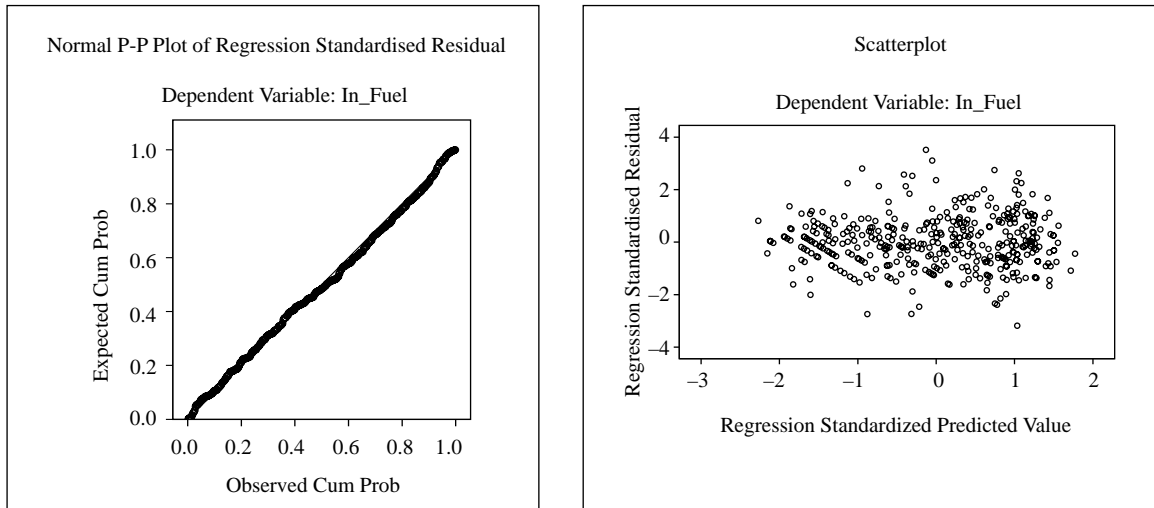 Normal P-P Plot of Regression Standardised Residual
Dependent Variable: In_Fuel
Expected Cum Prob
1.0
0.8
0.6
0.4
0.2
0.0
0.0 0.2 0.4 0.6 0.8 1.0
Observed Cum Prob
Scatterplot
Dependent Variable: In_Fuel
Regression Standardised Residual
4
2
0
–2
–4
–3 –2 –1 0 1 2
Regression Standardized Predicted Value